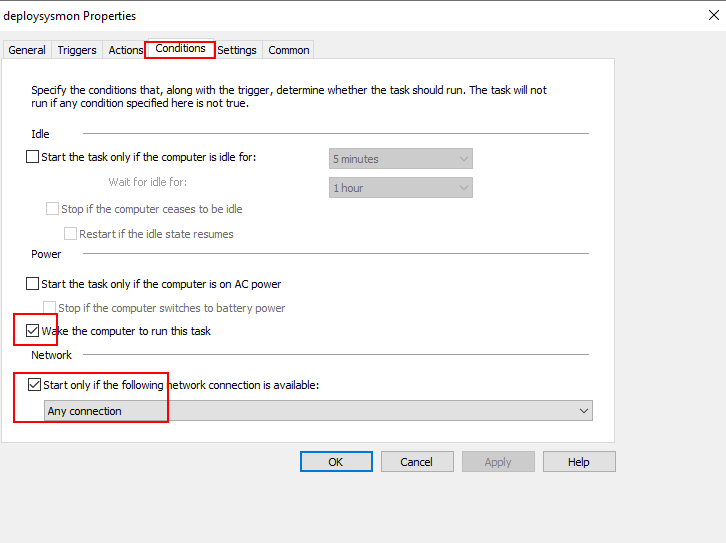 deploysysmon Properties
General Triggers Actions Conditions Settings Common
Specify the conditions that, along with the trigger, determine whether the task should run. The task will not
run if any condition specified here is not true.
Idle
Start the task only if the computer is idle for: 5 minutes
Wait for idle for: 1 hour
Stop if the computer ceases to be idle
Restart if the idle state resumes
Power
Start the task only if the computer is on AC power
Stop if the computer switches to battery power
Wake the computer to run this task
Network
Start only if the following network connection is available:
Any connection
OK Cancel Apply Help